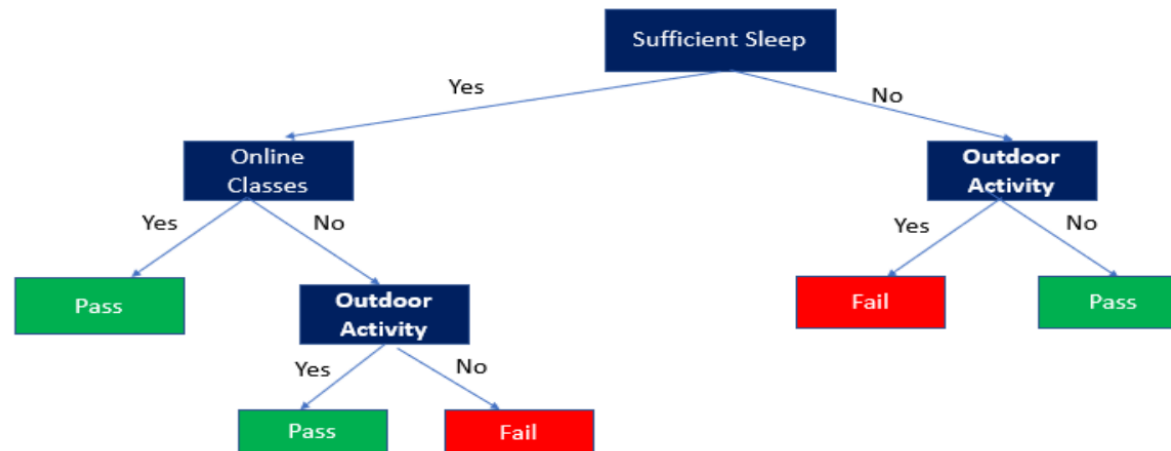 Sufficient Sleep
Yes
No
Online
Classes
Outdoor
Activity
Yes
No
Yes
No
Pass
Outdoor
Activity
Fail
Pass
Yes
No
Pass
Fail